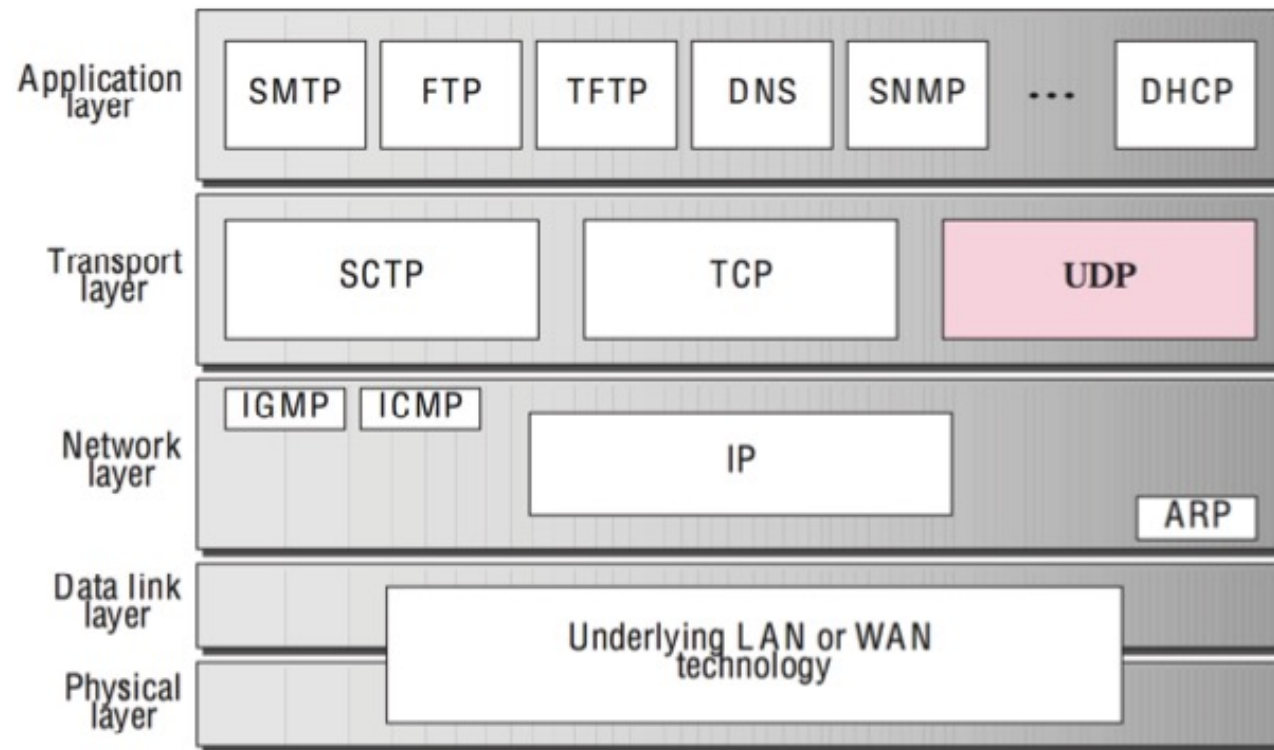 Application
layer
SMTP
FTP
TFTP
DNS
SNMP
...
DHCP
Transport
layer
SCTP
TCP
UDP
Network
layer
IGMP
ICMP
IP
ARP
Data link
layer
Underlying LAN or WAN
technology
Physical
layer